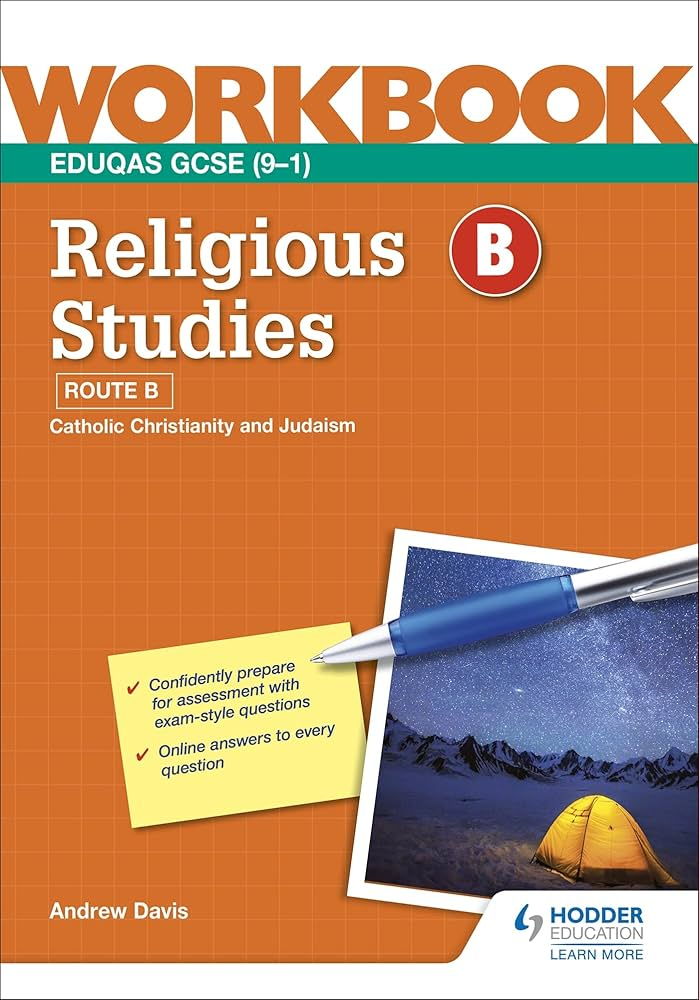 WORKBOOK
EDUQAS GCSE (9–1)
Religious
Studies
B
ROUTE B
Catholic Christianity and Judaism
✓ Confidently prepare
for assessment with
exam-style questions
✓ Online answers to every
question
Andrew Davis
HODDER
EDUCATION
LEARN MORE